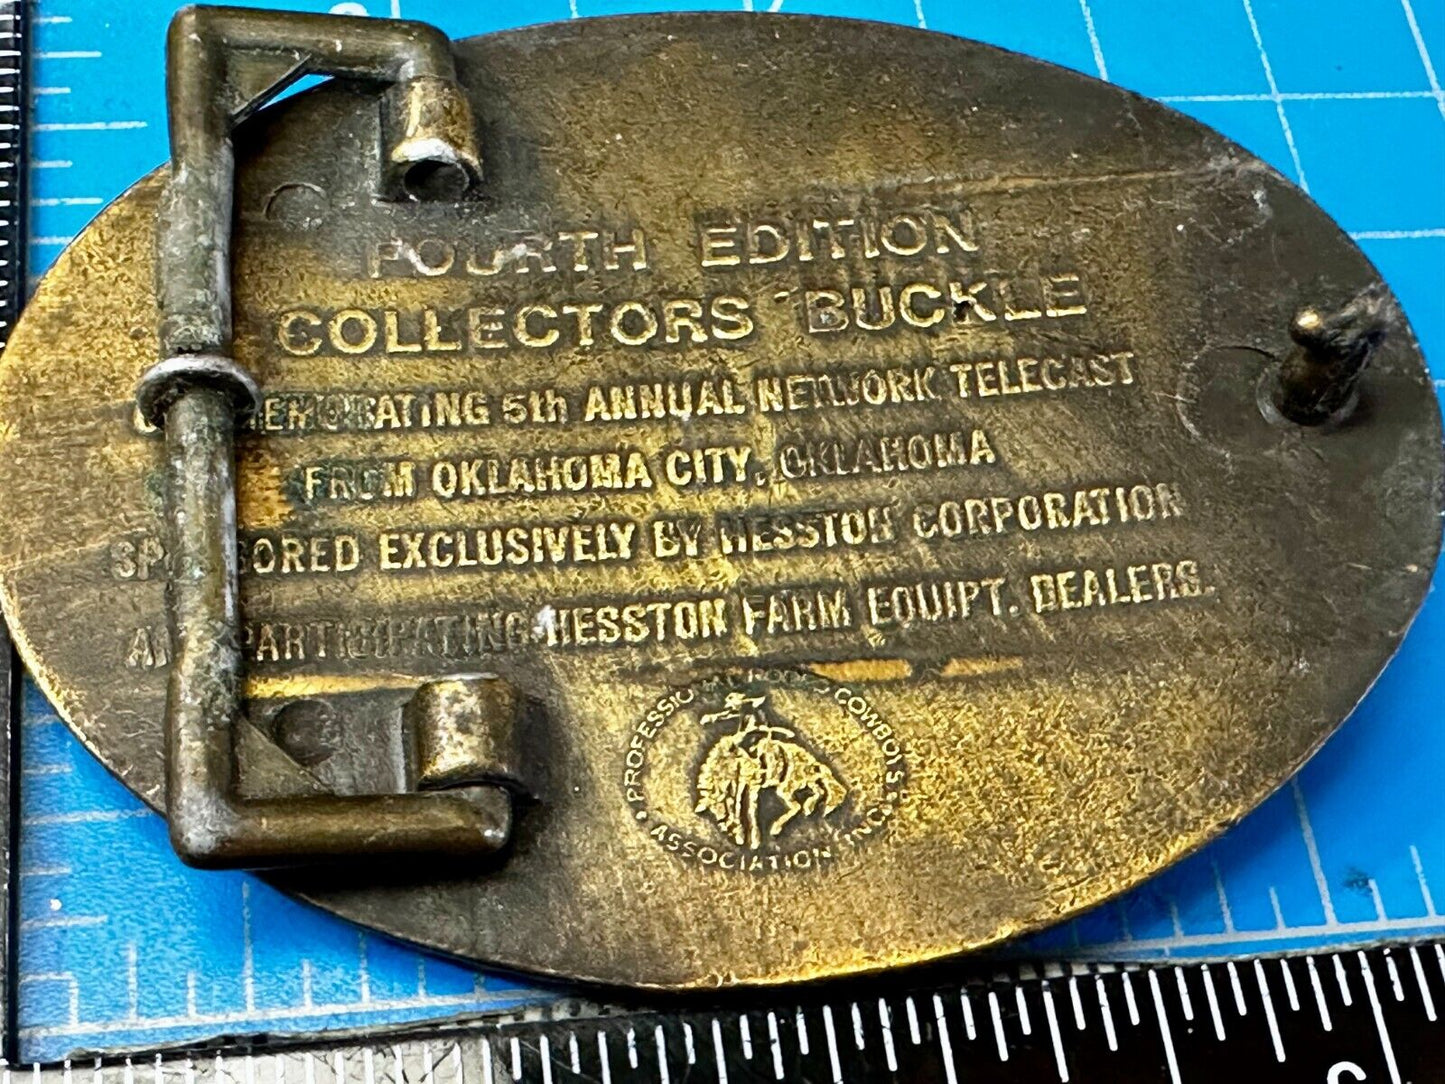 FOURTH EDITION
COLLECTORS BUCKLE
COMMEMORATING 5th ANNUAL NETWORK TELECAST
FROM OKLAHOMA CITY, OKLAHOMA
SPONSORED EXCLUSIVELY BY HESSTON CORPORATION
AND PARTICIPATING HESSTON FARM EQUIPT. DEALERS.
PROFESSIONAL RODEO COWBOYS
• ASSOCIATION, INC. •